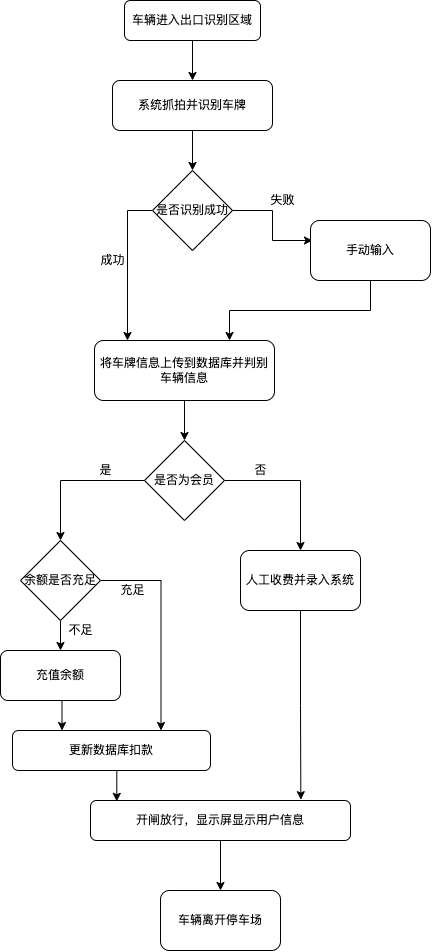 车辆进入出口识别区域
系统抓拍并识别车牌
是否识别成功
失败
手动输入
成功
将车牌信息上传到数据库并判别
车辆信息
是
是否为会员
否
余额是否充足
充足
人工收费并录入系统
不足
充值余额
更新数据库扣款
开闸放行，显示屏显示用户信息
车辆离开停车场